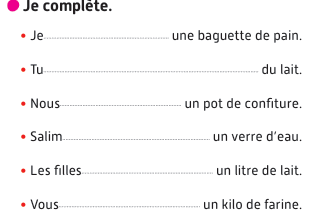 Je complète.
• Je.................... une baguette de pain.
• Tu.................... du lait.
• Nous.................... un pot de confiture.
• Salim.................... un verre d'eau.
• Les filles.................... un litre de lait.
• Vous.................... un kilo de farine.